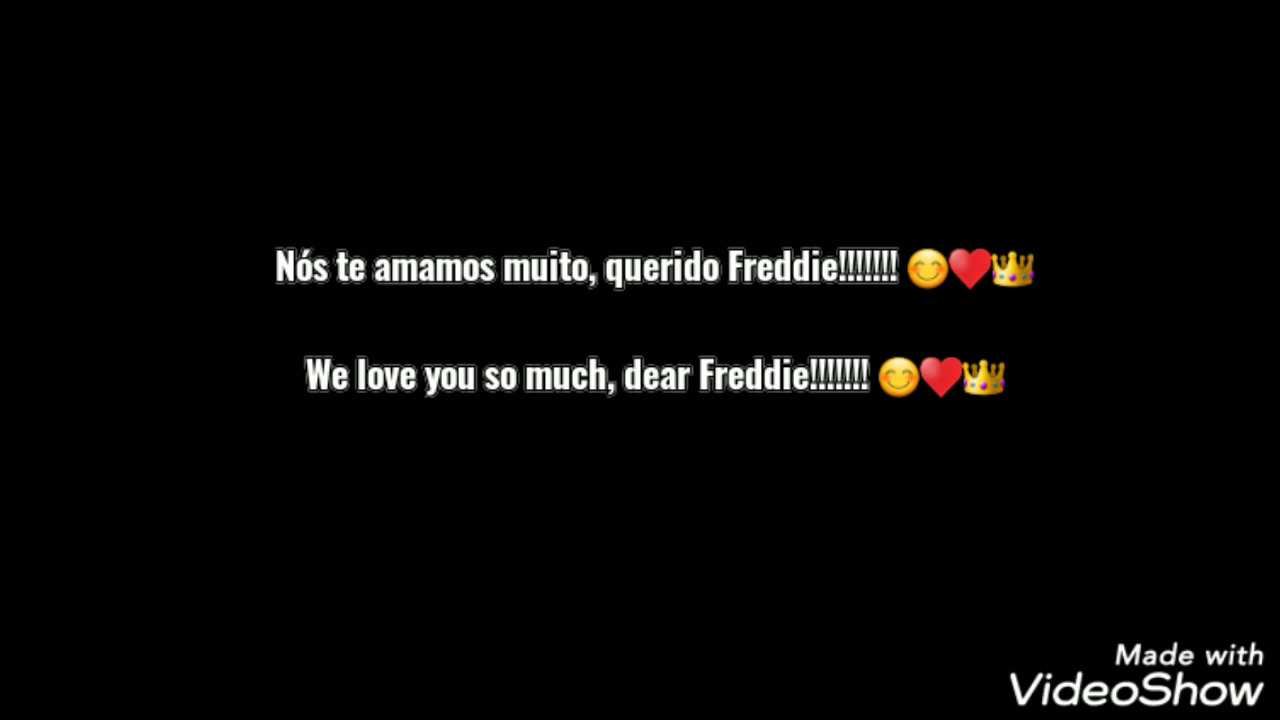 Nós te amamos muito, querido Freddie!!!!!!! 😊♥️👑
We love you so much, dear Freddie!!!!!!! 😊♥️👑
Made with
VideoShow